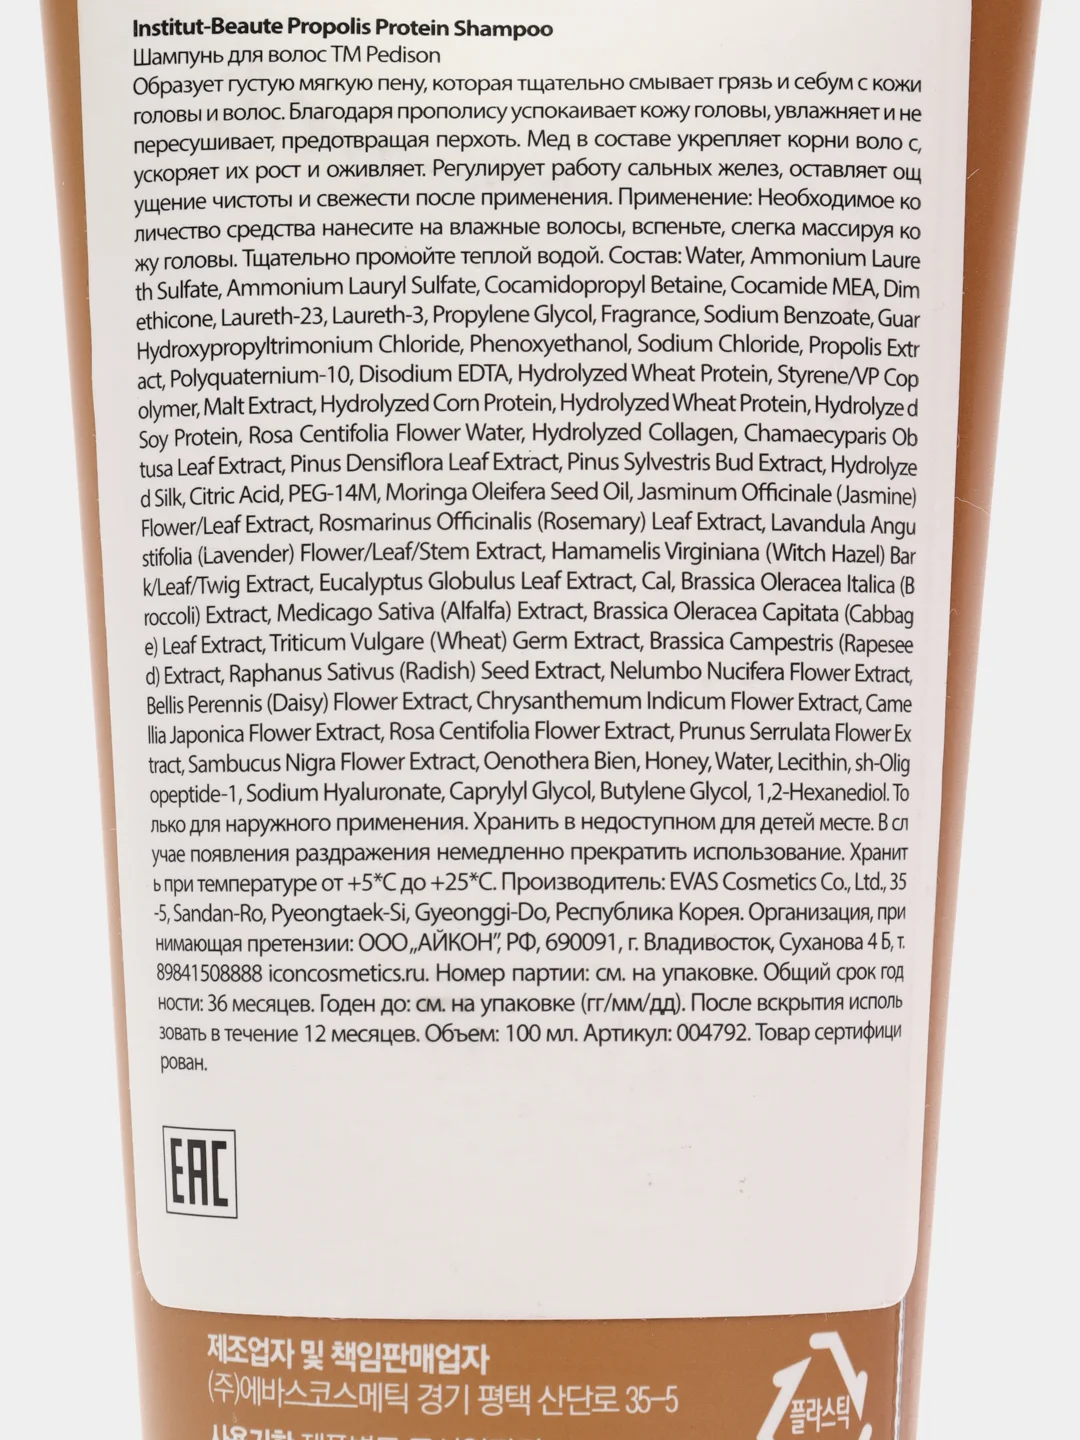 Institut-Beaute Propolis Protein Shampoo
Шампунь для волос ТМ Pedison
Образует густую мягкую пену, которая тщательно смывает грязь и себум с кожи
головы и волос. Благодаря прополису успокаивает кожу головы, увлажняет и не
пересушивает, предотвращая перхоть. Мед в составе укрепляет корни воло с,
ускоряет их рост и оживляет. Регулирует работу сальных желез, оставляет ощ
ущение чистоты и свежести после применения. Применение: Необходимое ко
личество средства нанесите на влажные волосы, вспеньте, слегка массируя ко
жу головы. Тщательно промойте теплой водой. Состав: Water, Ammonium Laure
th Sulfate, Ammonium Lauryl Sulfate, Cocamidopropyl Betaine, Cocamide MEA, Dim
ethicone, Laureth-23, Laureth-3, Propylene Glycol, Fragrance, Sodium Benzoate, Guar
Hydroxypropyltrimonium Chloride, Phenoxyethanol, Sodium Chloride, Propolis Extr
act, Polyquaternium-10, Disodium EDTA, Hydrolyzed Wheat Protein, Styrene/VP Cop
olymer, Malt Extract, Hydrolyzed Corn Protein, Hydrolyzed Wheat Protein, Hydrolyze d
Soy Protein, Rosa Centifolia Flower Water, Hydrolyzed Collagen, Chamaecyparis Ob
tusa Leaf Extract, Pinus Densiflora Leaf Extract, Pinus Sylvestris Bud Extract, Hydrolyze
d Silk, Citric Acid, PEG-14M, Moringa Oleifera Seed Oil, Jasminum Officinale (Jasmine)
Flower/Leaf Extract, Rosmarinus Officinalis (Rosemary) Leaf Extract, Lavandula Angu
stifolia (Lavender) Flower/Leaf/Stem Extract, Hamamelis Virginiana (Witch Hazel) Bar
k/Leaf/Twig Extract, Eucalyptus Globulus Leaf Extract, Cal, Brassica Oleracea Italica (B
roccoli) Extract, Medicago Sativa (Alfalfa) Extract, Brassica Oleracea Capitata (Cabbag
e) Leaf Extract, Triticum Vulgare (Wheat) Germ Extract, Brassica Campestris (Rapesee
d) Extract, Raphanus Sativus (Radish) Seed Extract, Nelumbo Nucifera Flower Extract,
Bellis Perennis (Daisy) Flower Extract, Chrysanthemum Indicum Flower Extract, Came
llia Japonica Flower Extract, Rosa Centifolia Flower Extract, Prunus Serrulata Flower Ex
tract, Sambucus Nigra Flower Extract, Oenothera Bien, Honey, Water, Lecithin, sh-Olig
opeptide-1, Sodium Hyaluronate, Caprylyl Glycol, Butylene Glycol, 1,2-Hexanediol. То
лько для наружного применения. Хранить в недоступном для детей месте. В сл
учае появления раздражения немедленно прекратить использование. Хранит
ь при температуре от +5*С до +25*С. Производитель: EVAS Cosmetics Co., Ltd., 35
-5, Sandan-Ro, Pyeongtaek-Si, Gyeonggi-Do, Республика Корея. Организация, при
нимающая претензии: ООО „АЙКОН”, РФ, 690091, г. Владивосток, Суханова 4 Б, т.
89841508888 iconcosmetics.ru. Номер партии: см. на упаковке. Общий срок год
ности: 36 месяцев. Годен до: см. на упаковке (гг/мм/дд). После вскрытия исполь
зовать в течение 12 месяцев. Объем: 100 мл. Артикул: 004792. Товар сертифици
рован.
EAC
제조업자 및 책임판매업자
(주)에바스코스메틱 경기 평택 산단로 35-5
플라스틱